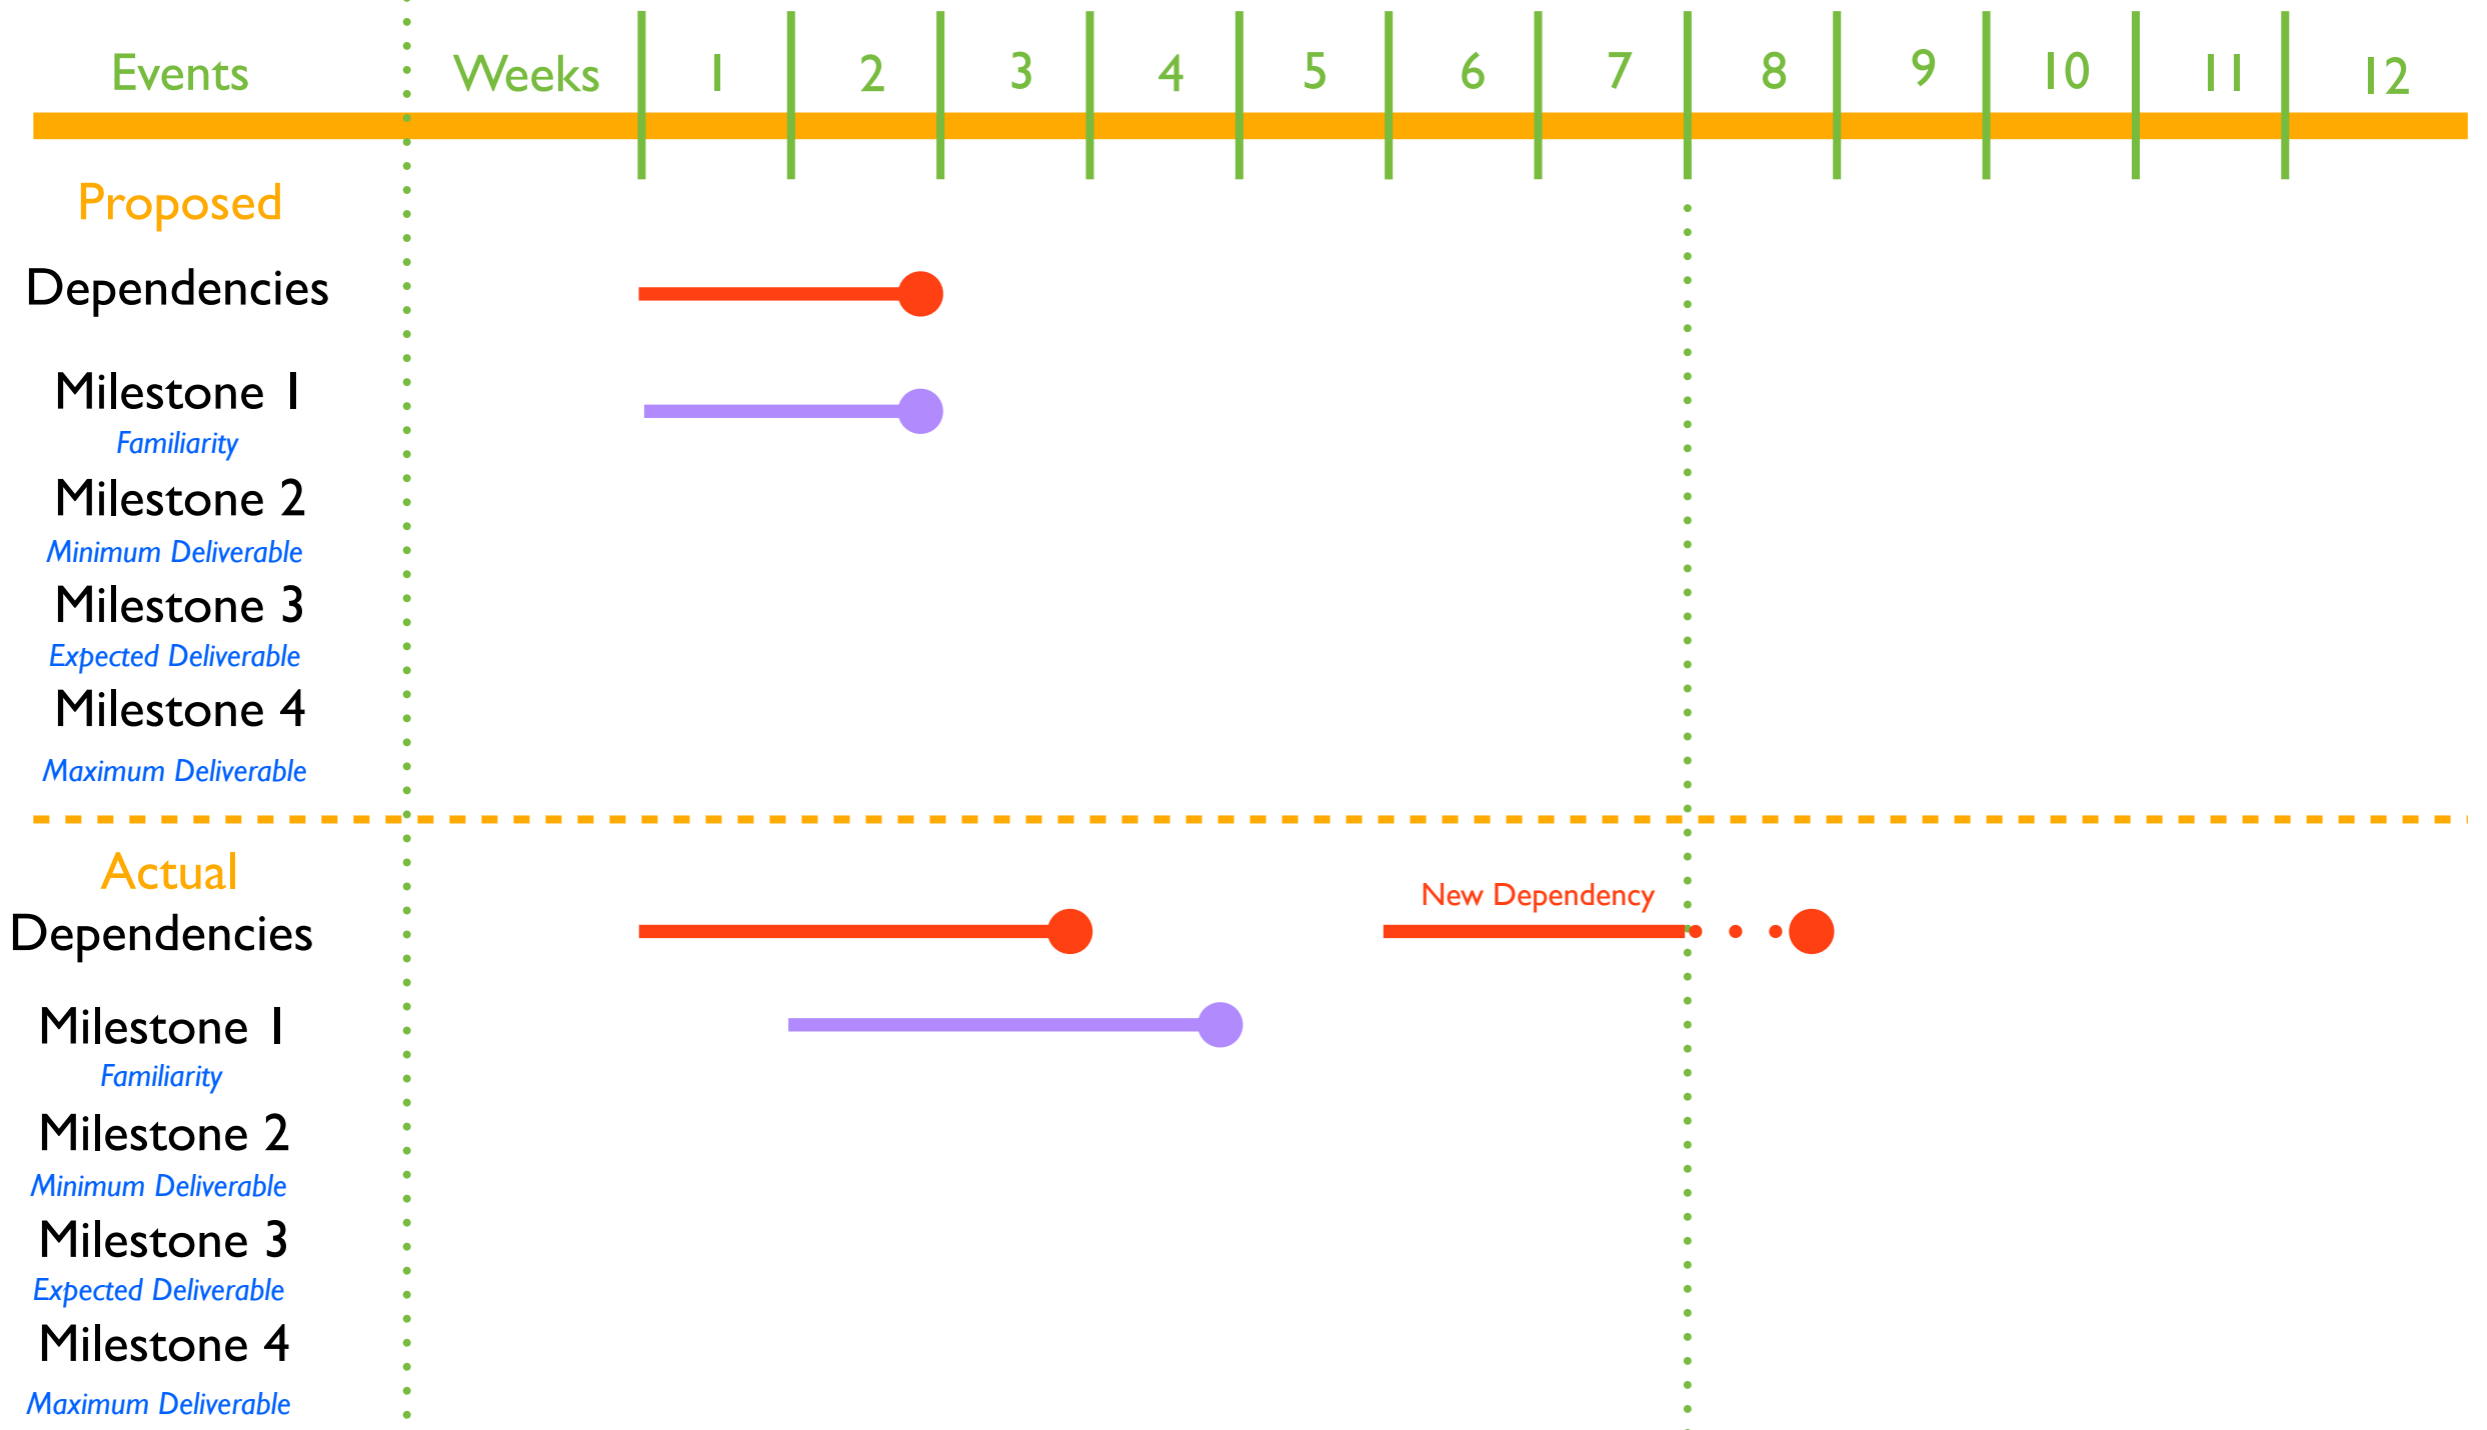 Events Weeks 1 2 3 4 5 6 7 8 9 10 11 12
Proposed
Dependencies
Milestone 1
Familiarity
Milestone 2
Minimum Deliverable
Milestone 3
Expected Deliverable
Milestone 4
Maximum Deliverable
Actual
New Dependency
Dependencies
Milestone 1
Familiarity
Milestone 2
Minimum Deliverable
Milestone 3
Expected Deliverable
Milestone 4
Maximum Deliverable